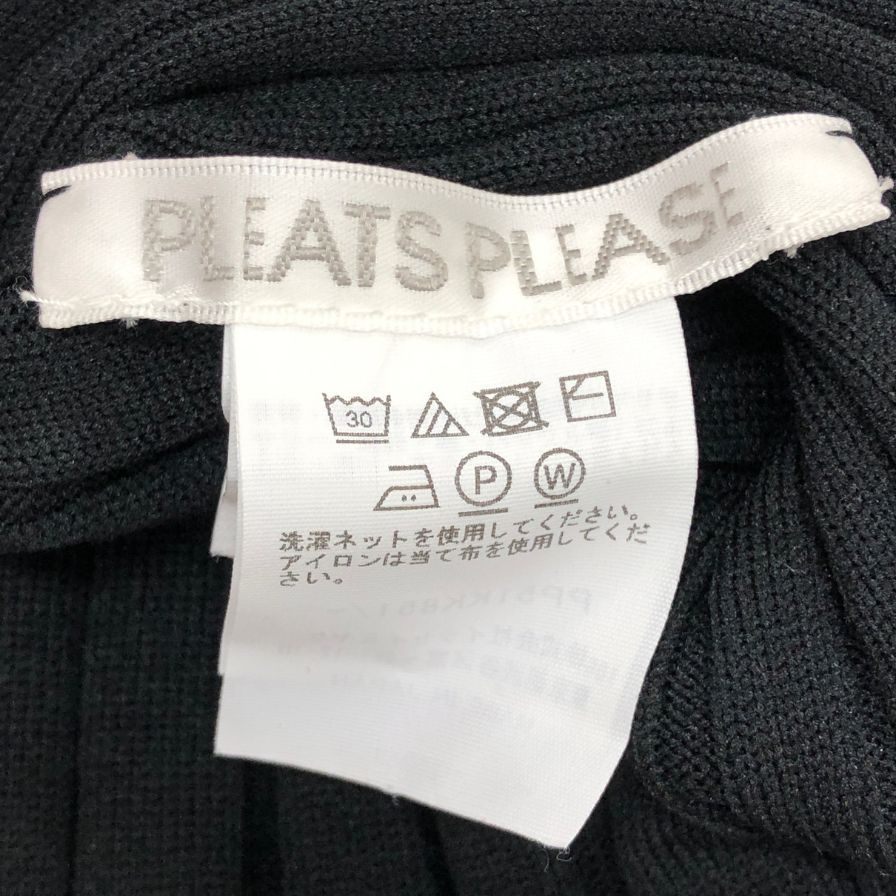 PLEATS PLEASE
30
P W
洗濯ネットを使用してください。
アイロンは当て布を使用してくだ
さい。